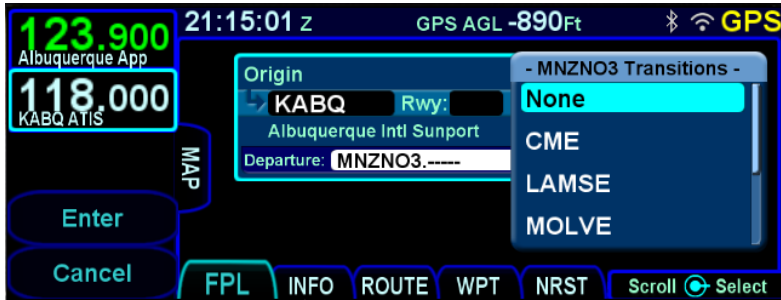 123.900
Albuquerque App
118.000
KABQ ATIS
Enter
Cancel
21:15:01 Z GPS AGL -890Ft GPS
MAP
Origin
KABQ Rwy:
Albuquerque Intl Sunport
Departure: MNZNO3.-----
- MNZNO3 Transitions -
None
CME
LAMSE
MOLVE
FPL INFO ROUTE WPT NRST Scroll Select